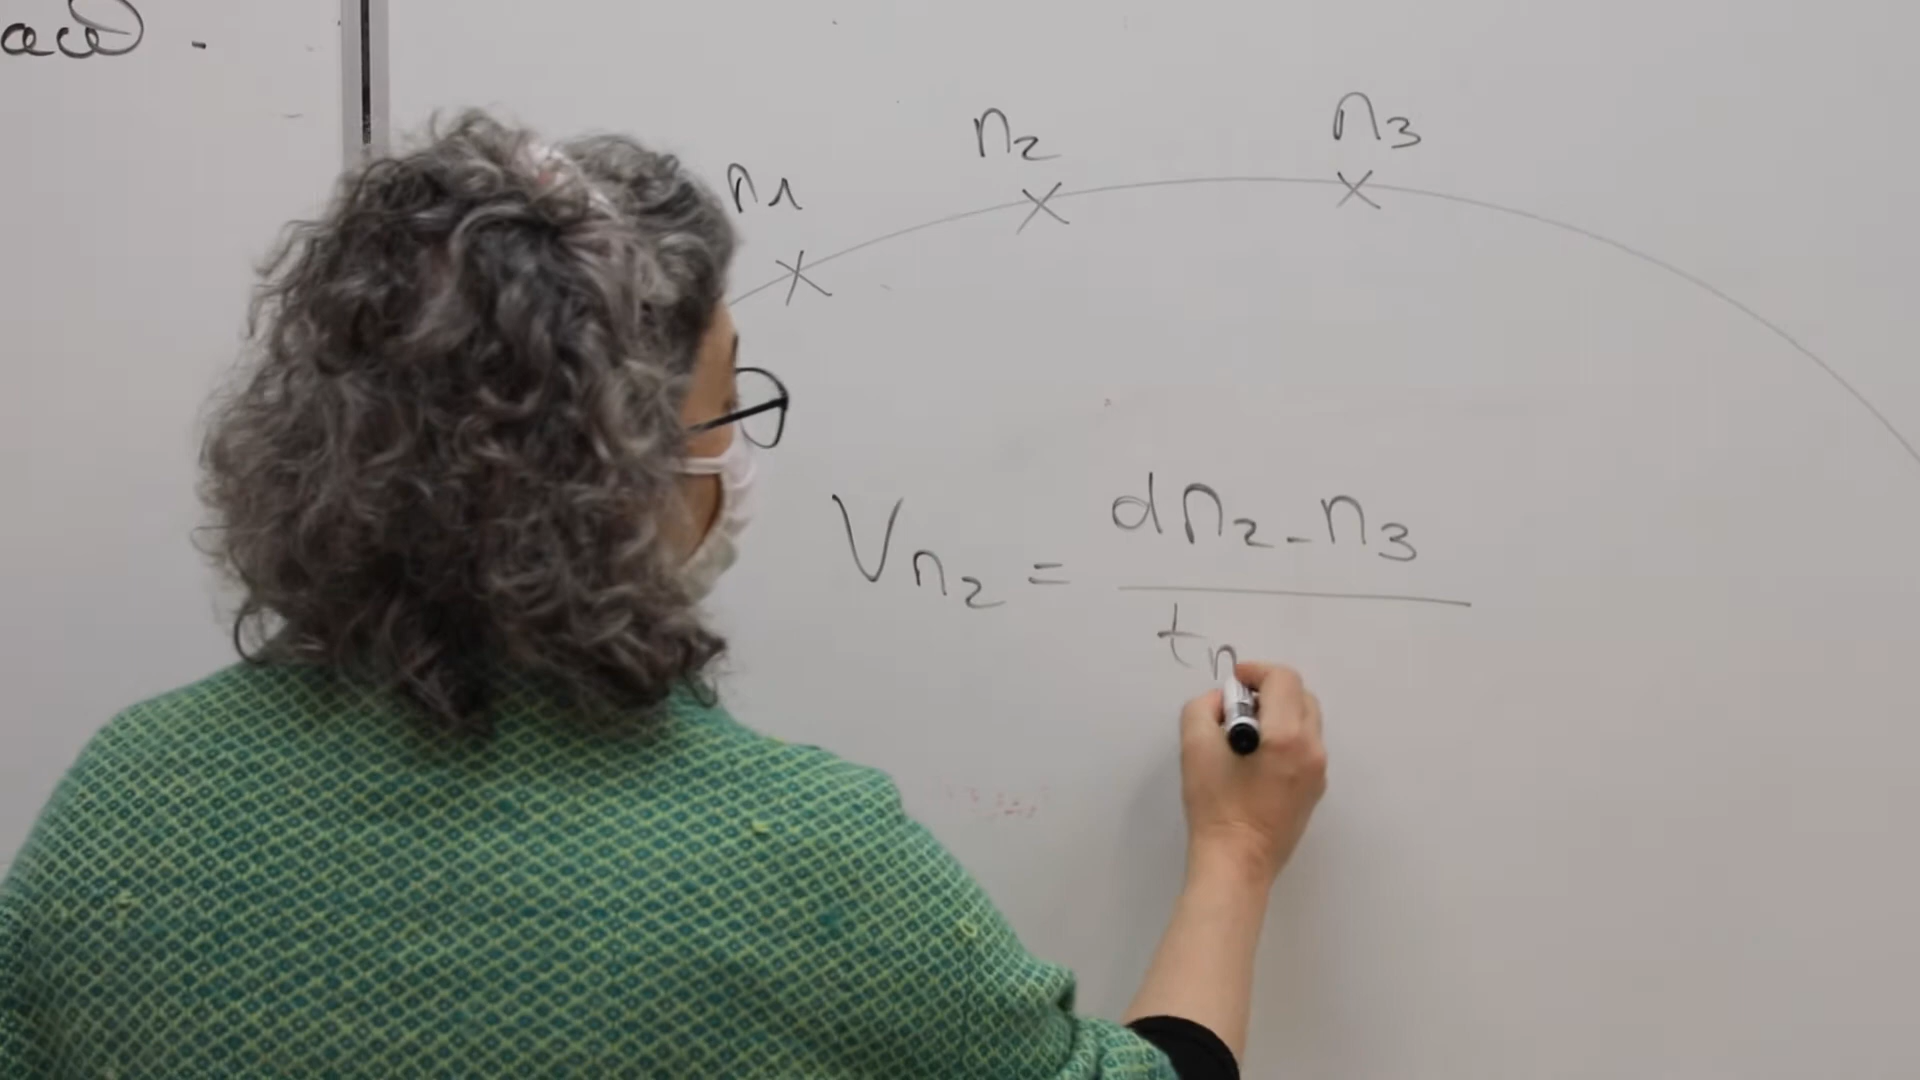 n1
n2
n3
Vn2 = dn2-n3
tn